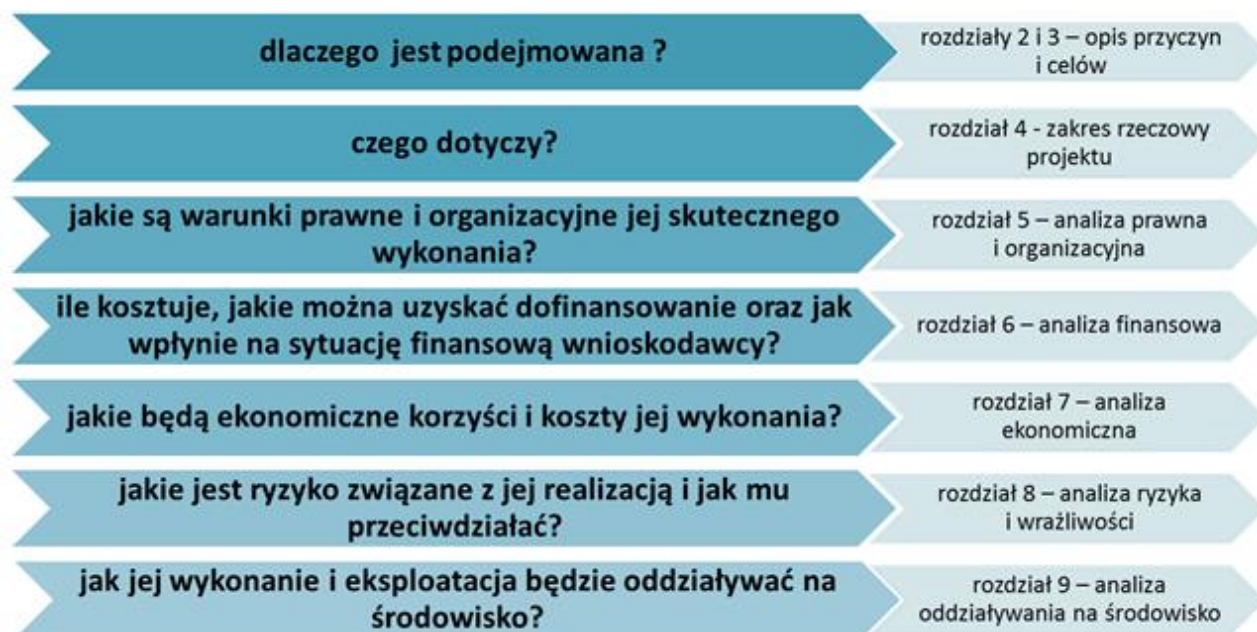 dlaczego jest podejmowana ?
rozdziały 2 i 3 – opis przyczyn
i celów
czego dotyczy?
rozdział 4 - zakres rzeczowy
projektu
jakie są warunki prawne i organizacyjne jej skutecznego
wykonania?
rozdział 5 – analiza prawna
i organizacyjna
ile kosztuje, jakie można uzyskać dofinansowanie oraz jak
wpłynie na sytuację finansową wnioskodawcy?
rozdział 6 – analiza finansowa
jakie będą ekonomiczne korzyści i koszty jej wykonania?
rozdział 7 – analiza
ekonomiczna
jakie jest ryzyko związane z jej realizacją i jak mu
przeciwdziałać?
rozdział 8 – analiza ryzyka
i wrażliwości
jak jej wykonanie i eksploatacja będzie oddziaływać na
środowisko?
rozdział 9 – analiza
oddziaływania na środowisko